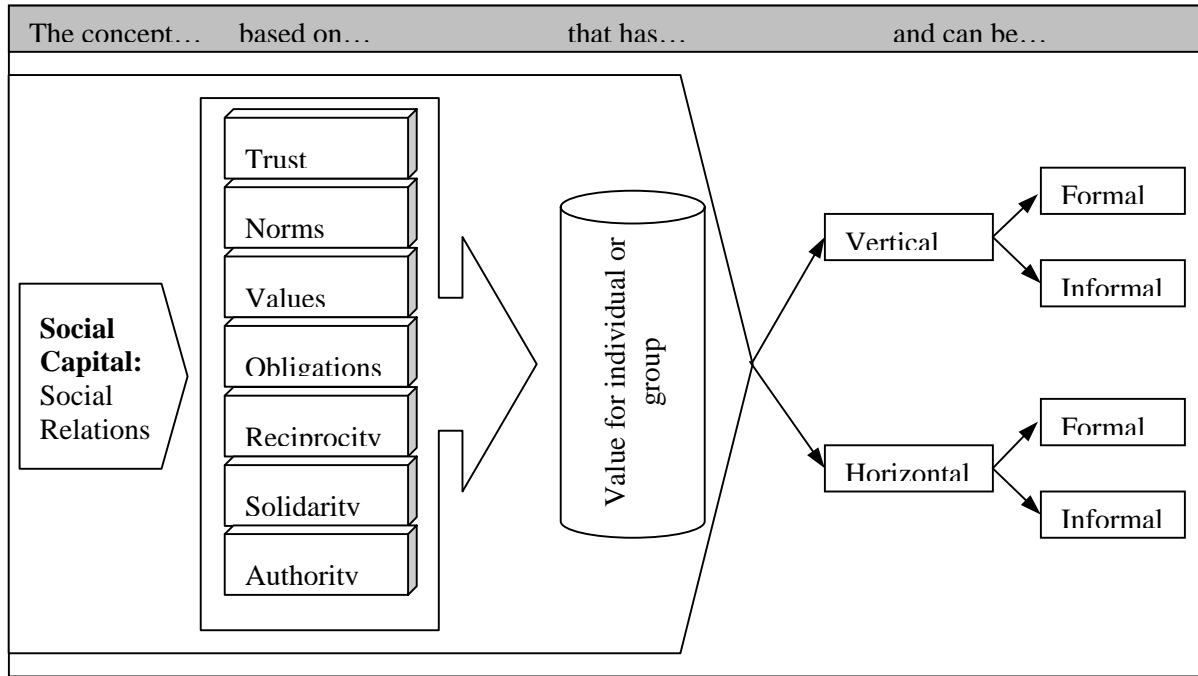 The concept… based on… that has… and can be…
Social
Capital:
Social
Relations
Trust
Norms
Values
Obligations
Reciprocity
Solidarity
Authority
Value for individual or
group
Vertical
Formal
Informal
Horizontal
Formal
Informal